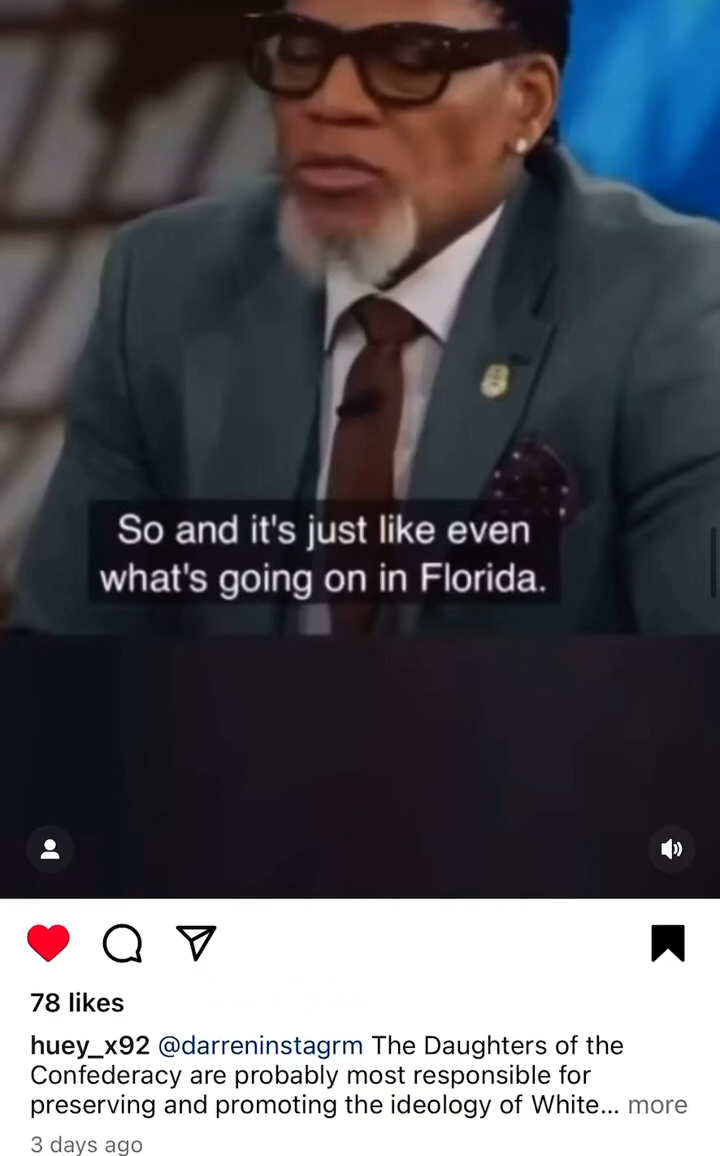 So and it's just like even
what's going on in Florida.
78 likes
huey_x92 @darreninstagrm The Daughters of the
Confederacy are probably most responsible for
preserving and promoting the ideology of White... more
3 days ago